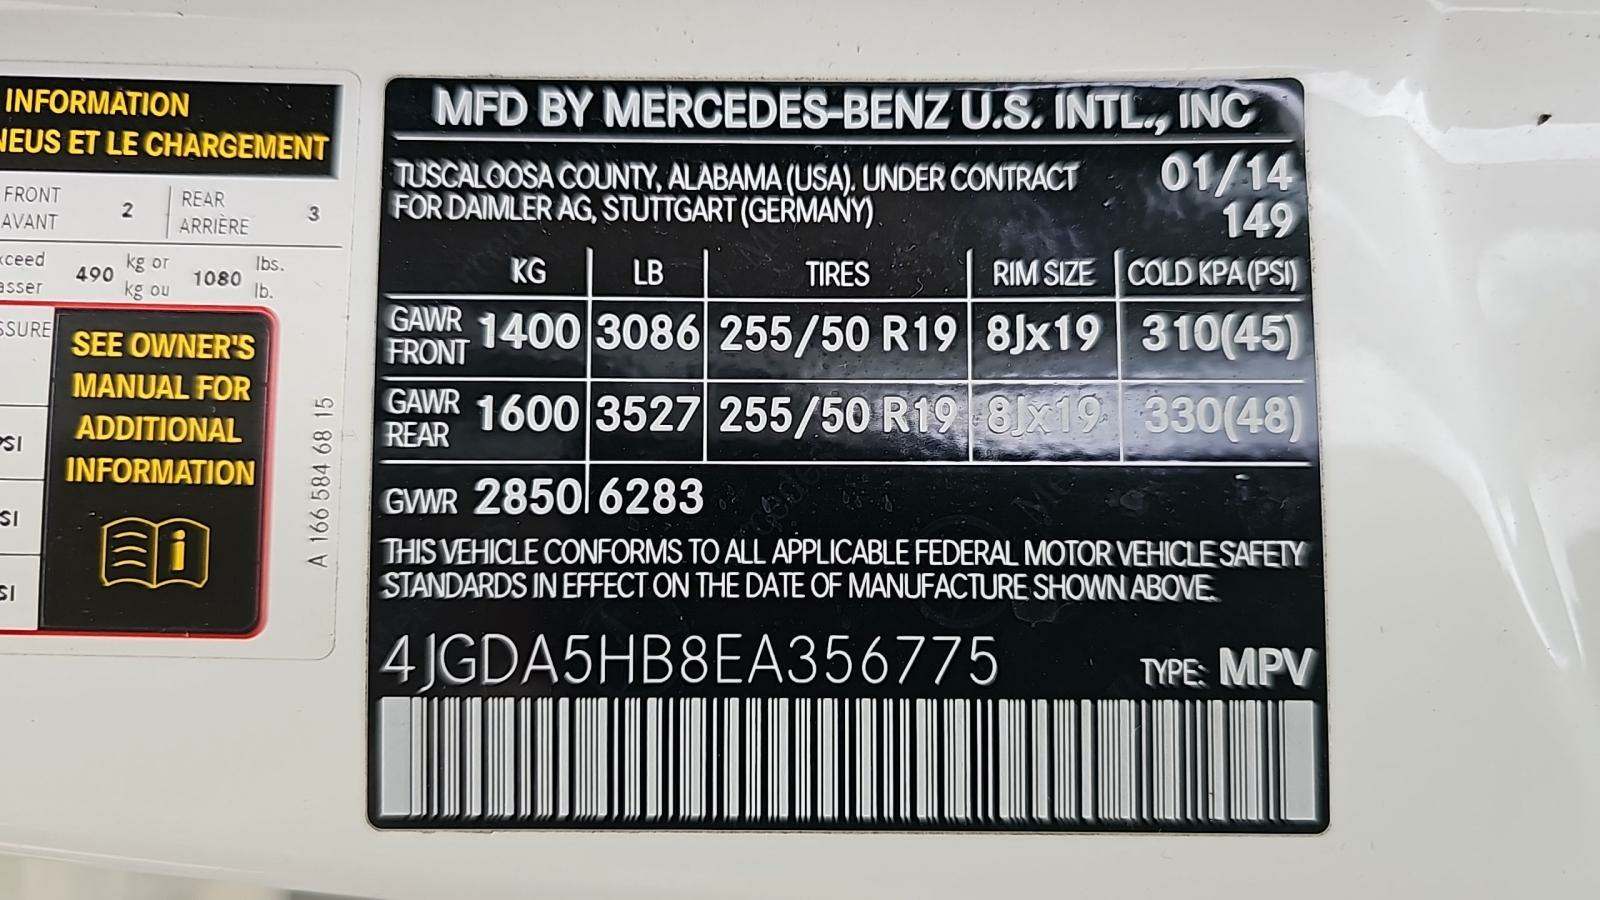 INFORMATION
NEUS ET LE CHARGEMENT
FRONT
AVANT
2
REAR
ARRIÈRE
3
xceed
asser
490
kg or
kg ou
1080
lbs.
lb.
SSURE
SEE OWNER'S
MANUAL FOR
ADDITIONAL
INFORMATION
PSI
SI
SI
A 166 584 68 15
MFD BY MERCEDES-BENZ U.S. INTL., INC
TUSCALOOSA COUNTY, ALABAMA (USA), UNDER CONTRACT
FOR DAIMLER AG, STUTTGART (GERMANY)
01/14
149
KG LB TIRES RIM SIZE COLD KPA(PSI)
GAWR FRONT 1400 3086 255/50 R19 8Jx19 310(45)
GAWR REAR 1600 3527 255/50 R19 8Jx19 330(48)
GVWR 2850 6283
THIS VEHICLE CONFORMS TO ALL APPLICABLE FEDERAL MOTOR VEHICLE SAFETY
STANDARDS IN EFFECT ON THE DATE OF MANUFACTURE SHOWN ABOVE.
4JGDA5HB8EA356775 TYPE: MPV